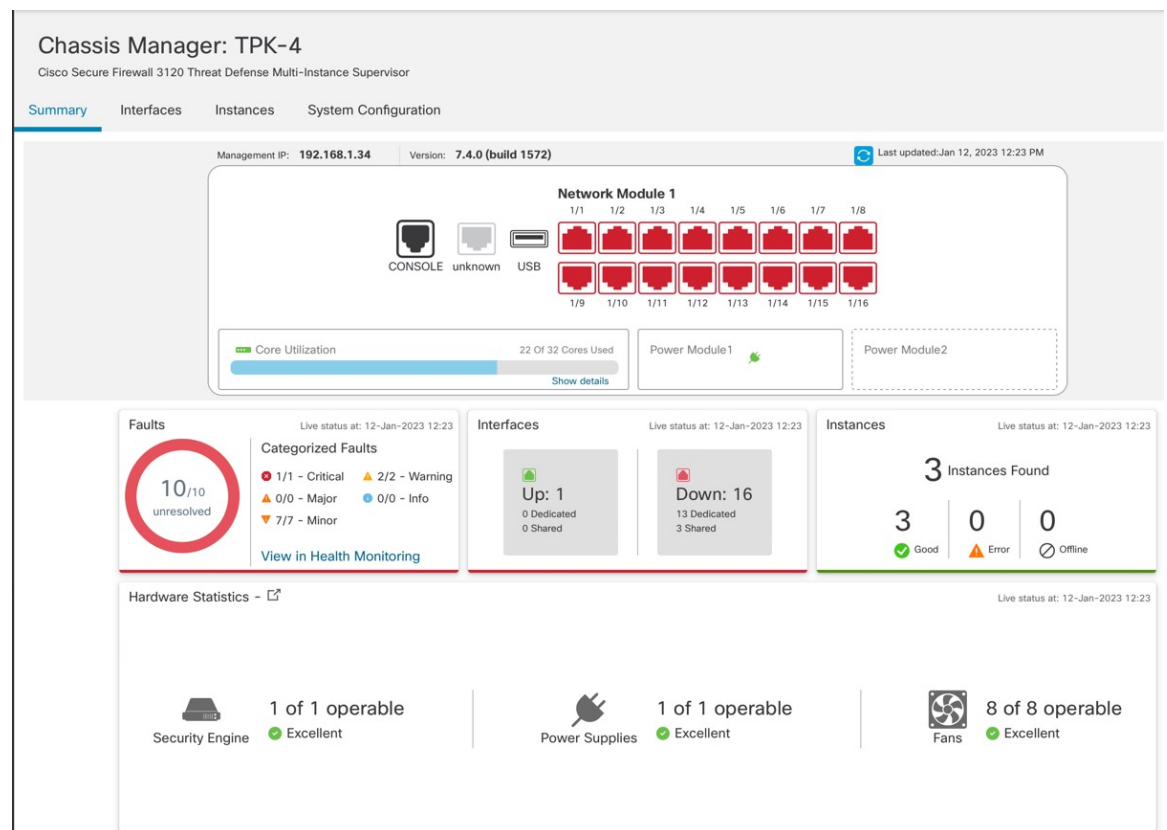 Chassis Manager: TPK-4
Cisco Secure Firewall 3120 Threat Defense Multi-Instance Supervisor
Summary Interfaces Instances System Configuration
Management IP: 192.168.1.34 Version: 7.4.0 (build 1572) Last updated:Jan 12, 2023 12:23 PM
Network Module 1
1/1 1/2 1/3 1/4 1/5 1/6 1/7 1/8
CONSOLE unknown USB
1/9 1/10 1/11 1/12 1/13 1/14 1/15 1/16
Core Utilization 22 Of 32 Cores Used
Show details
Power Module1
Power Module2
Faults Live status at: 12-Jan-2023 12:23
10/10
unresolved
Categorized Faults
1/1 - Critical 2/2 - Warning
0/0 - Major 0/0 - Info
7/7 - Minor
View in Health Monitoring
Interfaces Live status at: 12-Jan-2023 12:23
Up: 1
0 Dedicated
0 Shared
Down: 16
13 Dedicated
3 Shared
Instances Live status at: 12-Jan-2023 12:23
3 Instances Found
3 0 0
Good Error Offline
Hardware Statistics - Live status at: 12-Jan-2023 12:23
Security Engine
1 of 1 operable
Excellent
Power Supplies
1 of 1 operable
Excellent
Fans
8 of 8 operable
Excellent